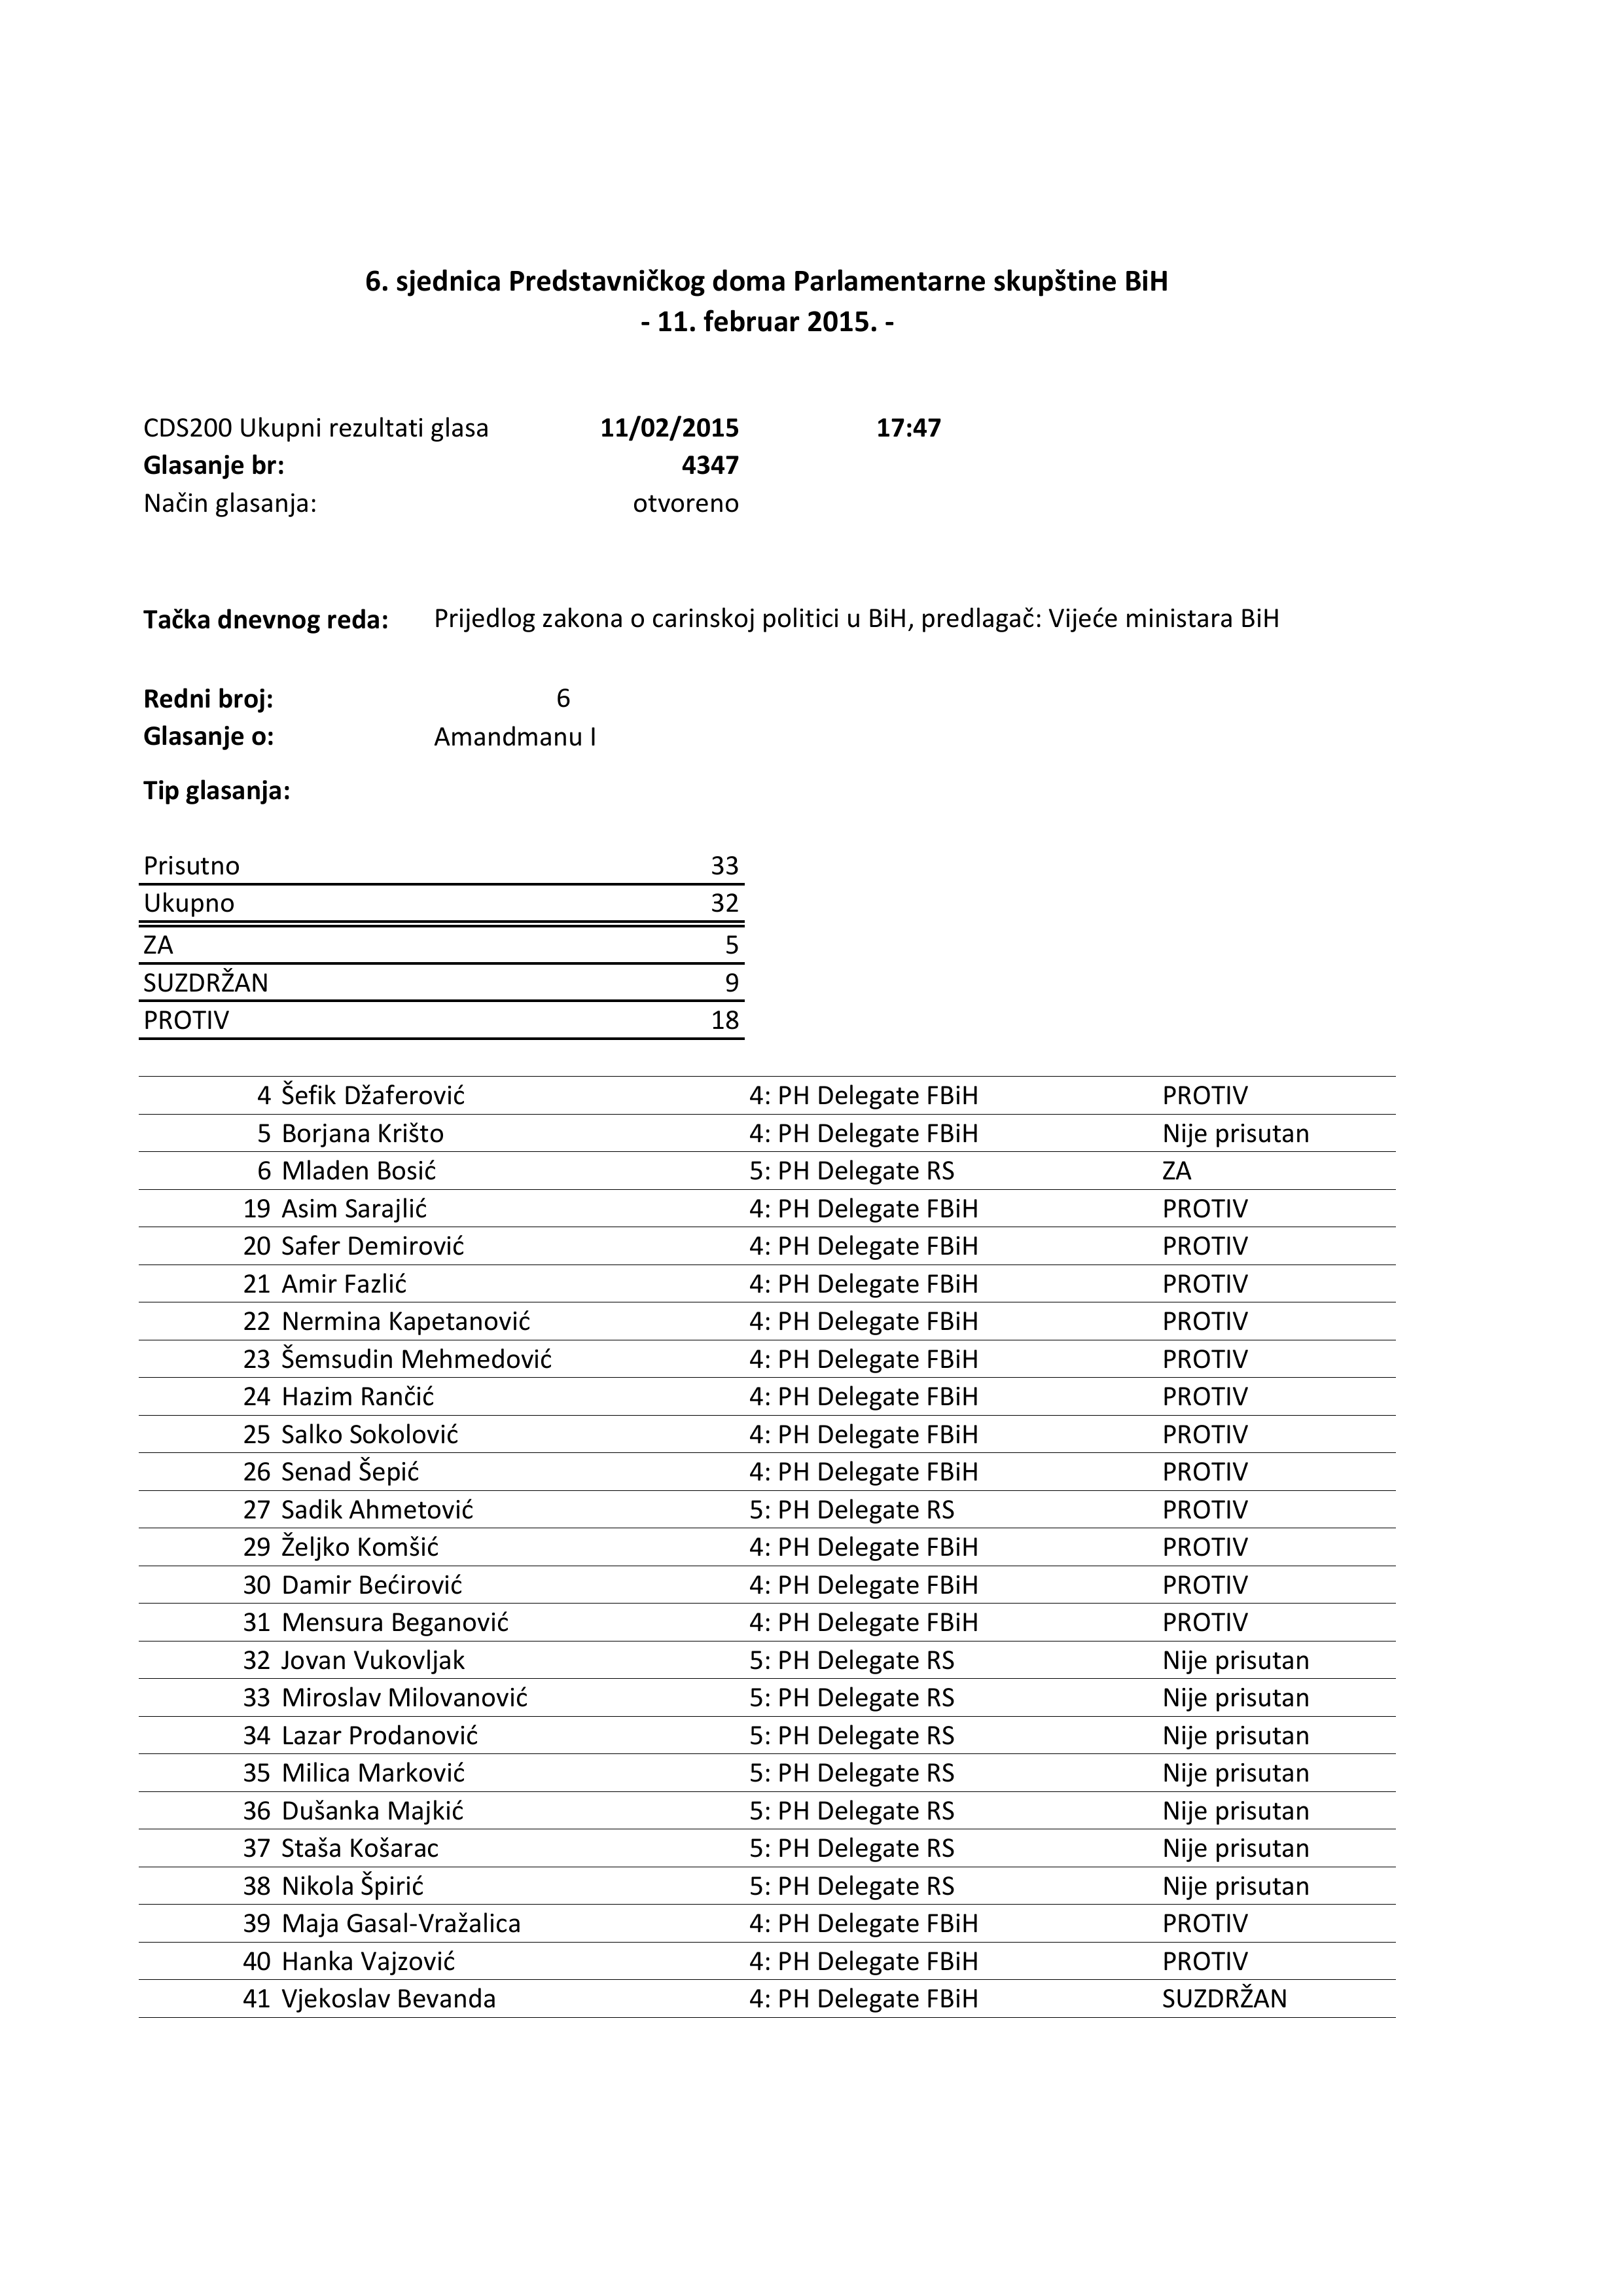 6. sjednica Predstavničkog doma Parlamentarne skupštine BiH
- 11. februar 2015. -
CDS200 Ukupni rezultati glasa 11/02/2015 17:47
Glasanje br: 4347
Način glasanja: otvoreno
Tačka dnevnog reda: Prijedlog zakona o carinskoj politici u BiH, predlagač: Vijeće ministara BiH
Redni broj: 6
Glasanje o: Amandmanu I
Tip glasanja:
Prisutno 33
Ukupno 32
ZA 5
SUZDRŽAN 9
PROTIV 18
4 Šefik Džaferović 4: PH Delegate FBiH PROTIV
5 Borjana Krišto 4: PH Delegate FBiH Nije prisutan
6 Mladen Bosić 5: PH Delegate RS ZA
19 Asim Sarajlić 4: PH Delegate FBiH PROTIV
20 Safer Demirović 4: PH Delegate FBiH PROTIV
21 Amir Fazlić 4: PH Delegate FBiH PROTIV
22 Nermina Kapetanović 4: PH Delegate FBiH PROTIV
23 Šemsudin Mehmedović 4: PH Delegate FBiH PROTIV
24 Hazim Rančić 4: PH Delegate FBiH PROTIV
25 Salko Sokolović 4: PH Delegate FBiH PROTIV
26 Senad Šepić 4: PH Delegate FBiH PROTIV
27 Sadik Ahmetović 5: PH Delegate RS PROTIV
29 Željko Komšić 4: PH Delegate FBiH PROTIV
30 Damir Bećirović 4: PH Delegate FBiH PROTIV
31 Mensura Beganović 4: PH Delegate FBiH PROTIV
32 Jovan Vukovljak 5: PH Delegate RS Nije prisutan
33 Miroslav Milovanović 5: PH Delegate RS Nije prisutan
34 Lazar Prodanović 5: PH Delegate RS Nije prisutan
35 Milica Marković 5: PH Delegate RS Nije prisutan
36 Dušanka Majkić 5: PH Delegate RS Nije prisutan
37 Staša Košarac 5: PH Delegate RS Nije prisutan
38 Nikola Špirić 5: PH Delegate RS Nije prisutan
39 Maja Gasal-Vražalica 4: PH Delegate FBiH PROTIV
40 Hanka Vajzović 4: PH Delegate FBiH PROTIV
41 Vjekoslav Bevanda 4: PH Delegate FBiH SUZDRŽAN